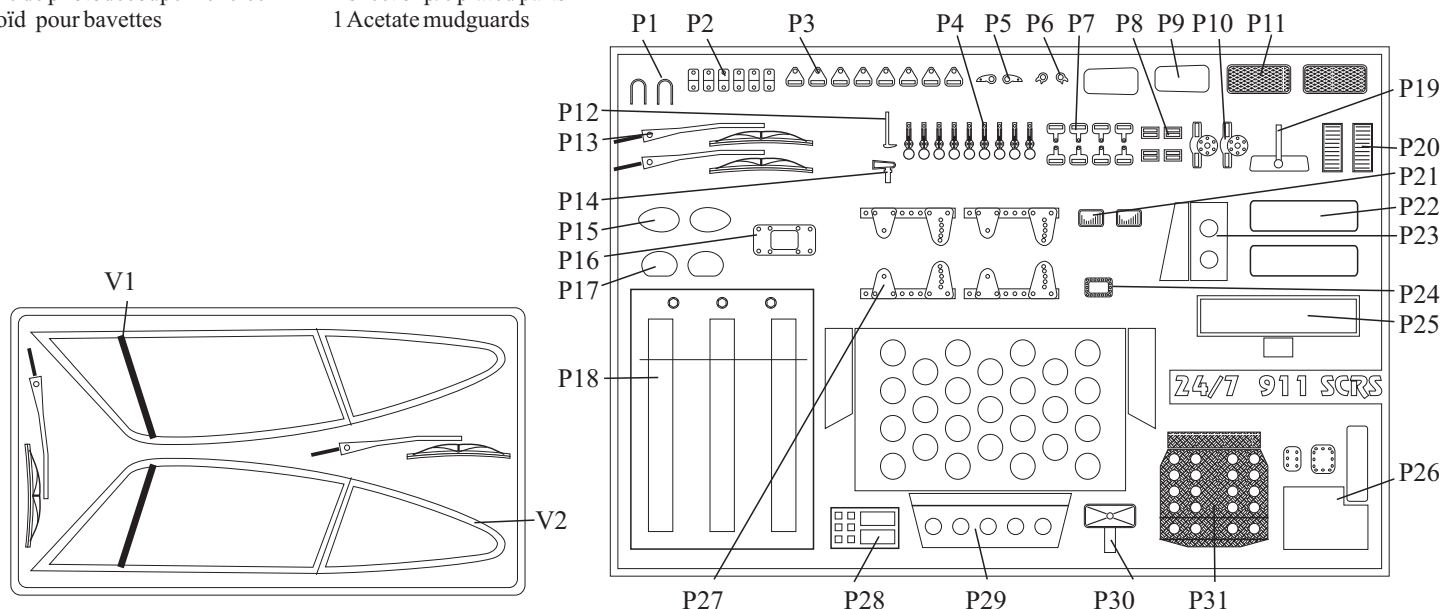 oïd pour bavettes
1 Acetate mudguards
P1 P2 P3 P4 P5 P6 P7 P8 P9 P10 P11
P12
P13
P14
P15
P16
P17
P18
P19
P20
P21
P22
P23
P24
P25
P26
24/7 911 SCRS
V1
V2
P27 P28 P29 P30 P31